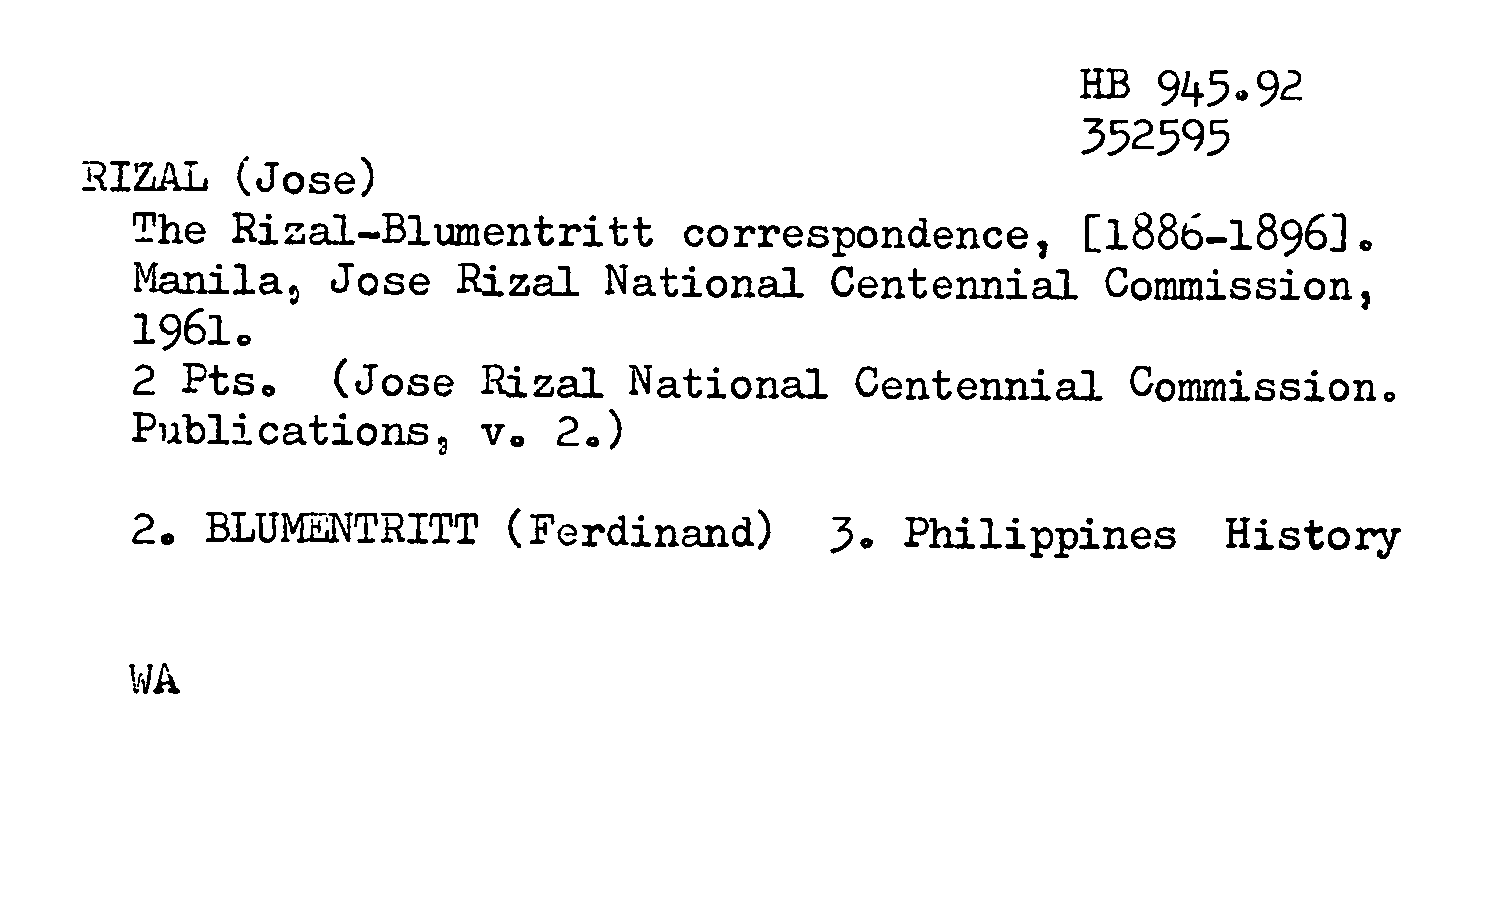 HB 945.92
352595
RIZAL (Jose)
The Rizal-Blumentritt correspondence, [1886-1896].
Manila, Jose Rizal National Centennial Commission,
1961.
2 Pts. (Jose Rizal National Centennial Commission.
Publications, v. 2.)
2. BLUMENTRITT (Ferdinand) 3. Philippines History
WA